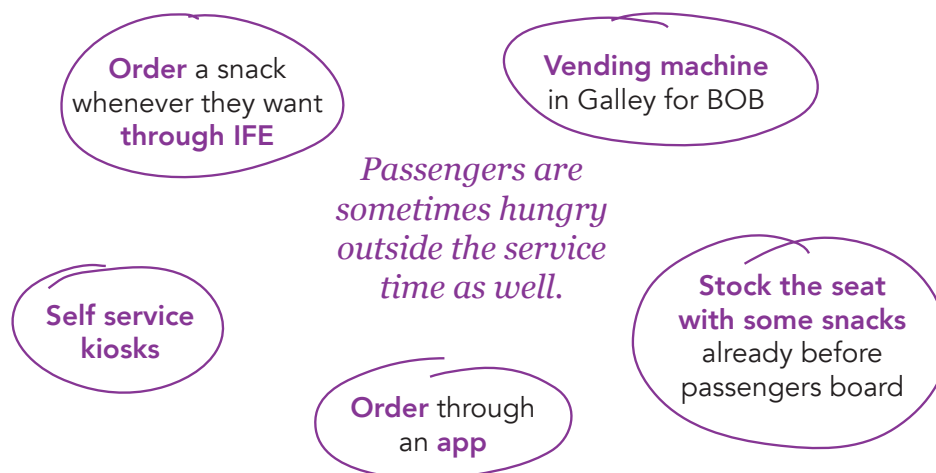 Order a snack
whenever they want
through IFE
Vending machine
in Galley for BOB
Passengers are
sometimes hungry
outside the service
time as well.
Self service
kiosks
Stock the seat
with some snacks
already before
passengers board
Order through
an app